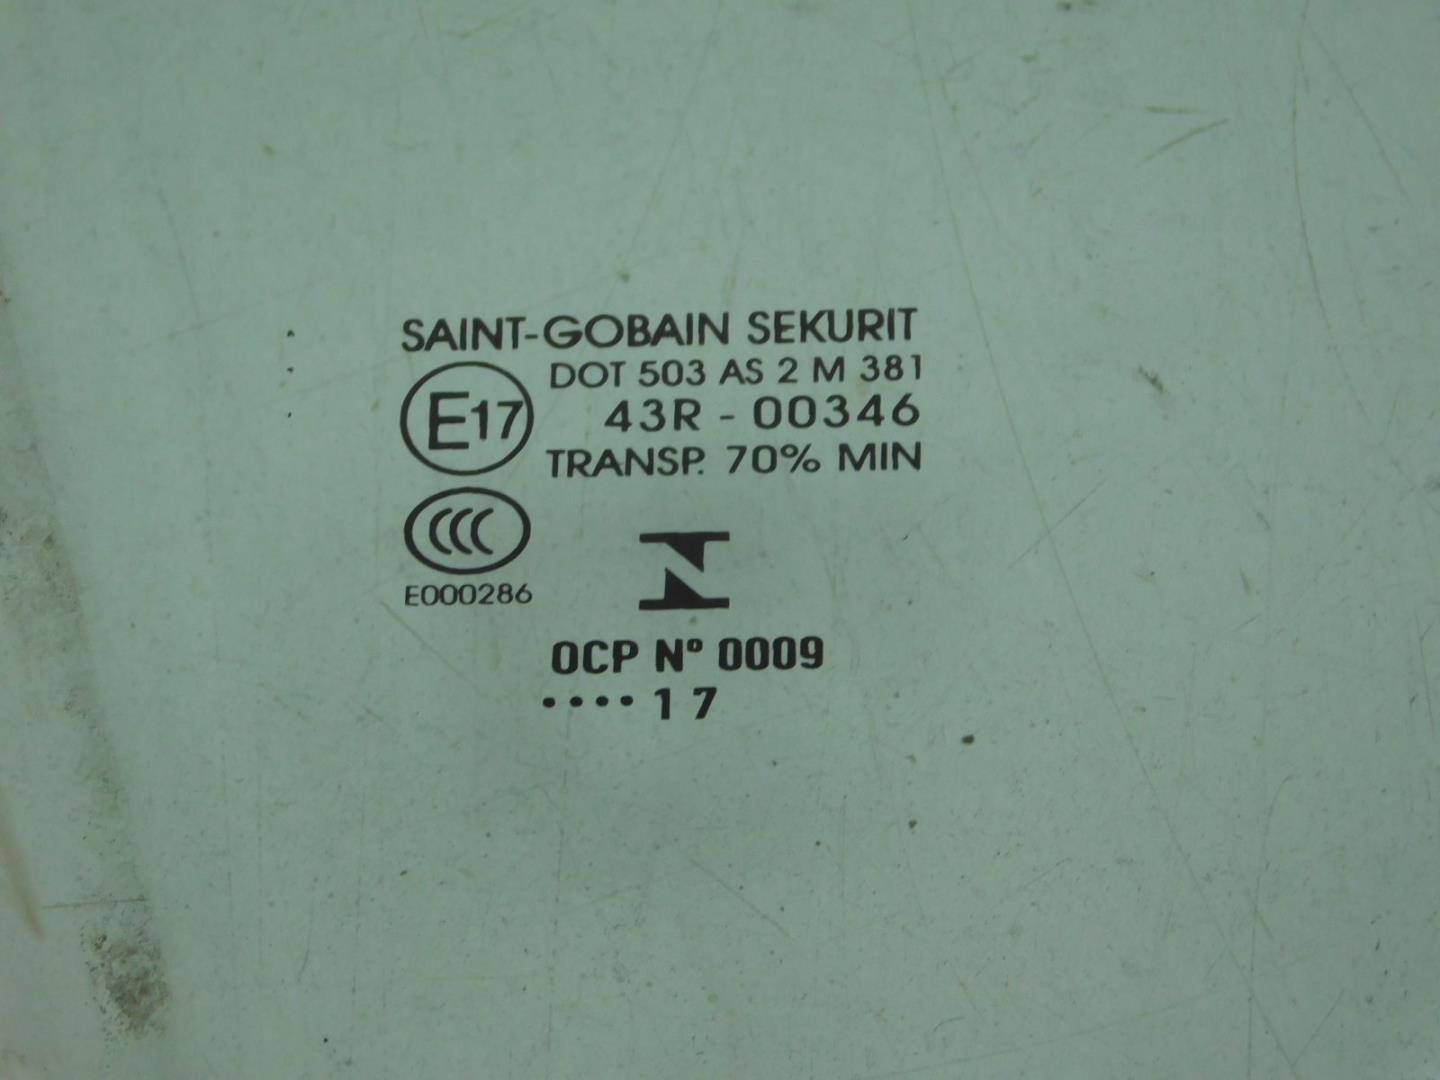 SAINT-GOBAIN SEKURIT
DOT 503 AS 2 M 381
E17
43R - 00346
TRANSP. 70% MIN
CCC
E000286
OCP Nº 0009
···· 17